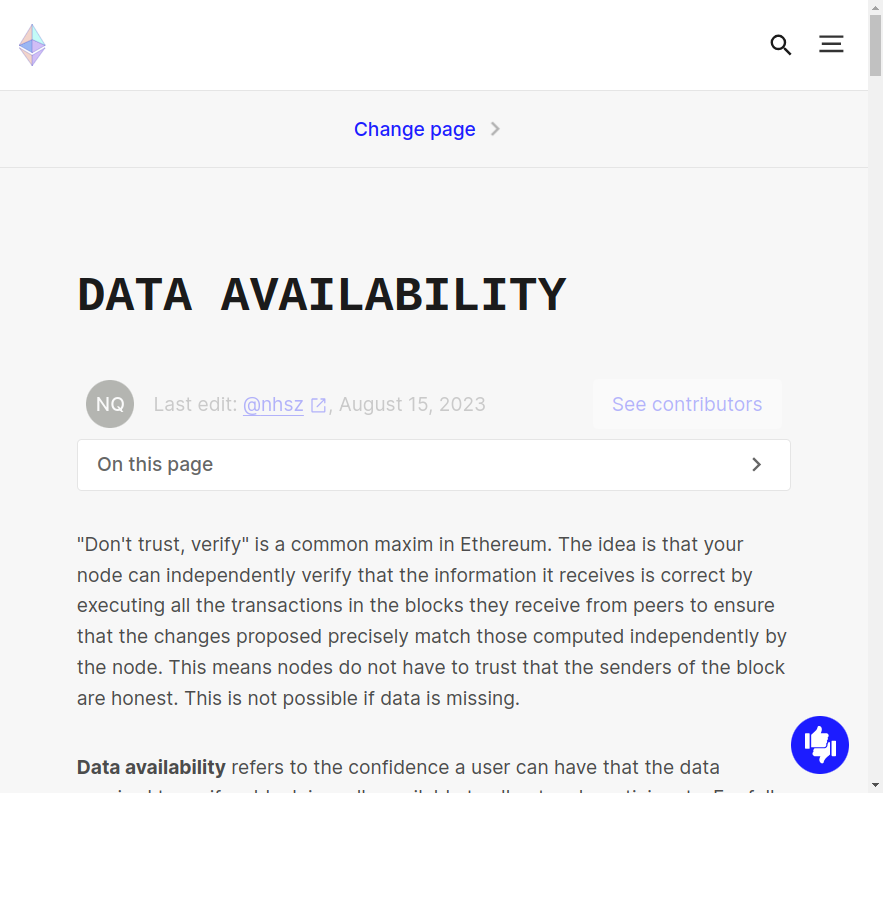 Change page
DATA AVAILABILITY
NQ
Last edit: @nhsz, August 15, 2023
See contributors
On this page
"Don't trust, verify" is a common maxim in Ethereum. The idea is that your
node can independently verify that the information it receives is correct by
executing all the transactions in the blocks they receive from peers to ensure
that the changes proposed precisely match those computed independently by
the node. This means nodes do not have to trust that the senders of the block
are honest. This is not possible if data is missing.
Data availability refers to the confidence a user can have that the data